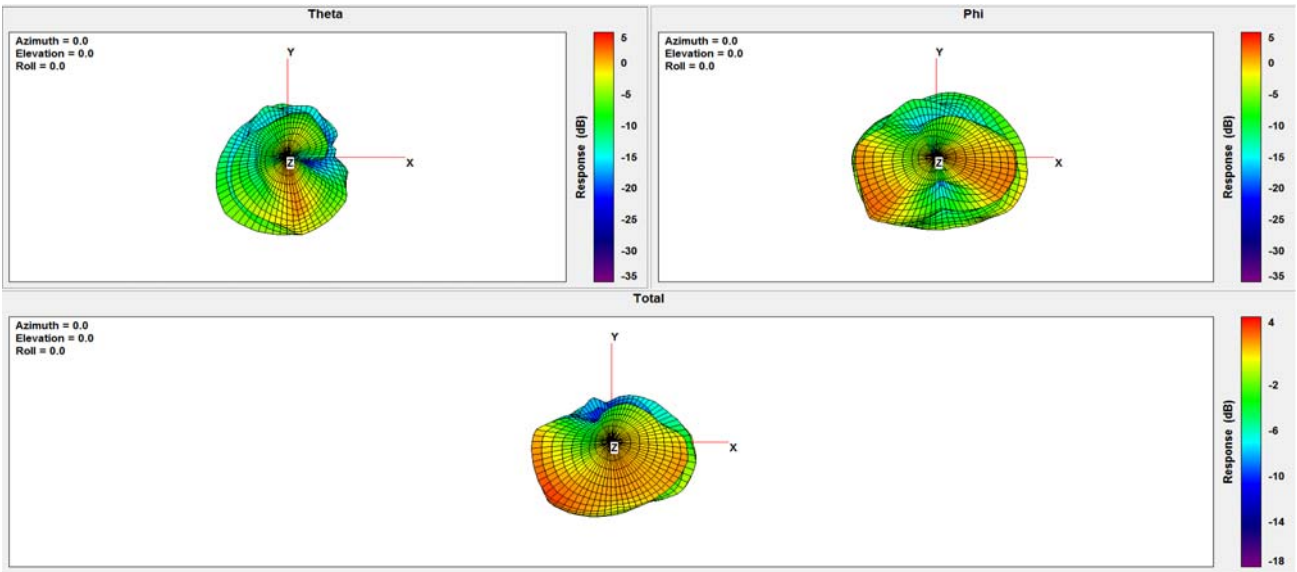 Theta
Azimuth = 0.0
Elevation = 0.0
Roll = 0.0
Y
X
Z
5
0
-5
-10
-15
-20
-25
-30
-35
Response (dB)
Phi
Azimuth = 0.0
Elevation = 0.0
Roll = 0.0
Y
X
Z
5
0
-5
-10
-15
-20
-25
-30
-35
Response (dB)
Total
Azimuth = 0.0
Elevation = 0.0
Roll = 0.0
Y
X
Z
4
-2
-6
-10
-14
-18
Response (dB)